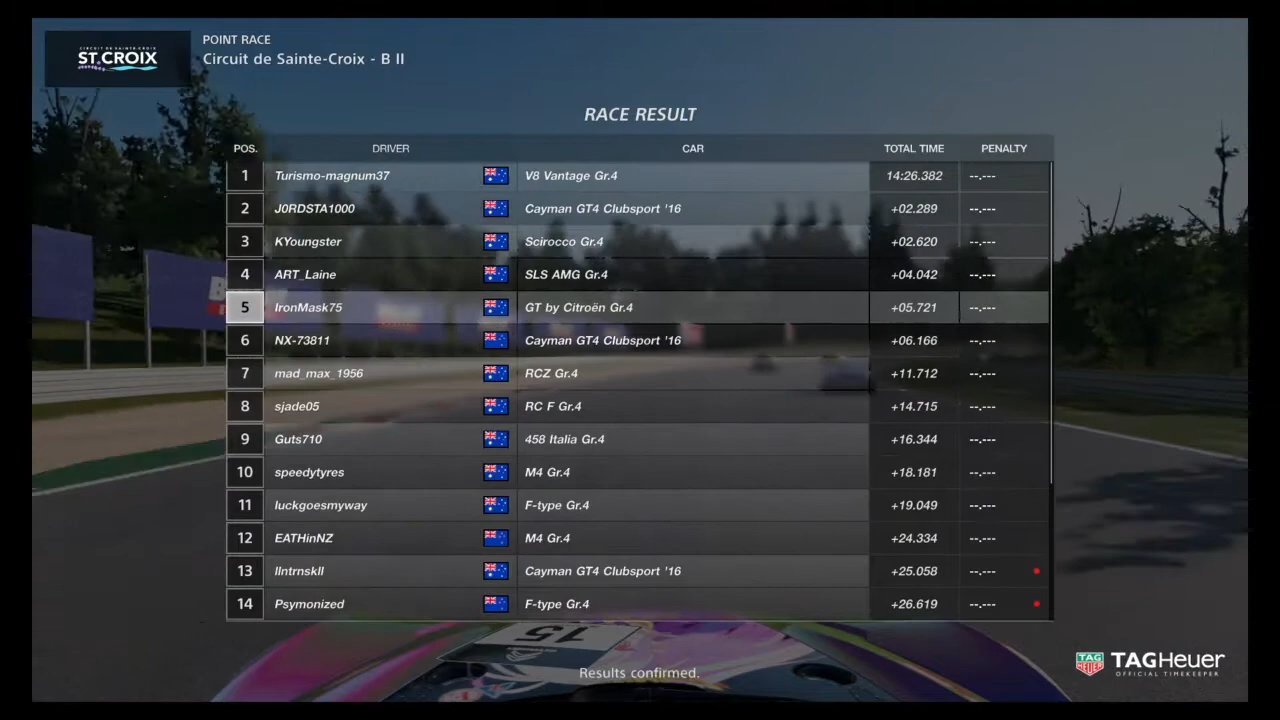 CIRCUIT DE SAINTE-CROIX
ST.CROIX
POINT RACE
Circuit de Sainte-Croix - B II
RACE RESULT
POS. DRIVER CAR TOTAL TIME PENALTY
1 Turismo-magnum37 V8 Vantage Gr.4 14:26.382 --.---
2 J0RDSTA1000 Cayman GT4 Clubsport '16 +02.289 --.---
3 KYoungster Scirocco Gr.4 +02.620 --.---
4 ART_Laine SLS AMG Gr.4 +04.042 --.---
5 IronMask75 GT by Citroën Gr.4 +05.721 --.---
6 NX-73811 Cayman GT4 Clubsport '16 +06.166 --.---
7 mad_max_1956 RCZ Gr.4 +11.712 --.---
8 sjade05 RC F Gr.4 +14.715 --.---
9 Guts710 458 Italia Gr.4 +16.344 --.---
10 speedytyres M4 Gr.4 +18.181 --.---
11 luckgoesmyway F-type Gr.4 +19.049 --.---
12 EATHinNZ M4 Gr.4 +24.334 --.---
13 IIntrnskII Cayman GT4 Clubsport '16 +25.058 --.---
14 Psymonized F-type Gr.4 +26.619 --.---
15
Results confirmed.
TAG HEUER
TAGHeuer
OFFICIAL TIMEKEEPER